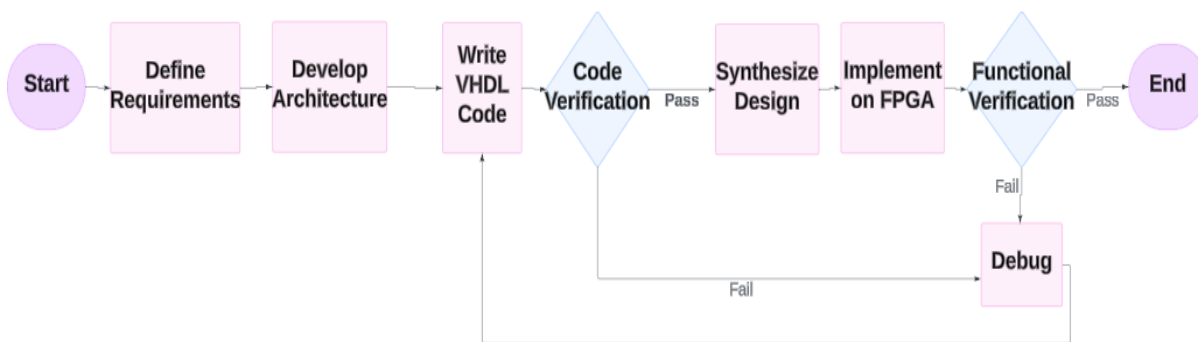 Start
Define
Requirements
Develop
Architecture
Write
VHDL
Code
Code
Verification
Pass
Synthesize
Design
Implement
on FPGA
Functional
Verification
Pass
End
Fail
Debug
Fail